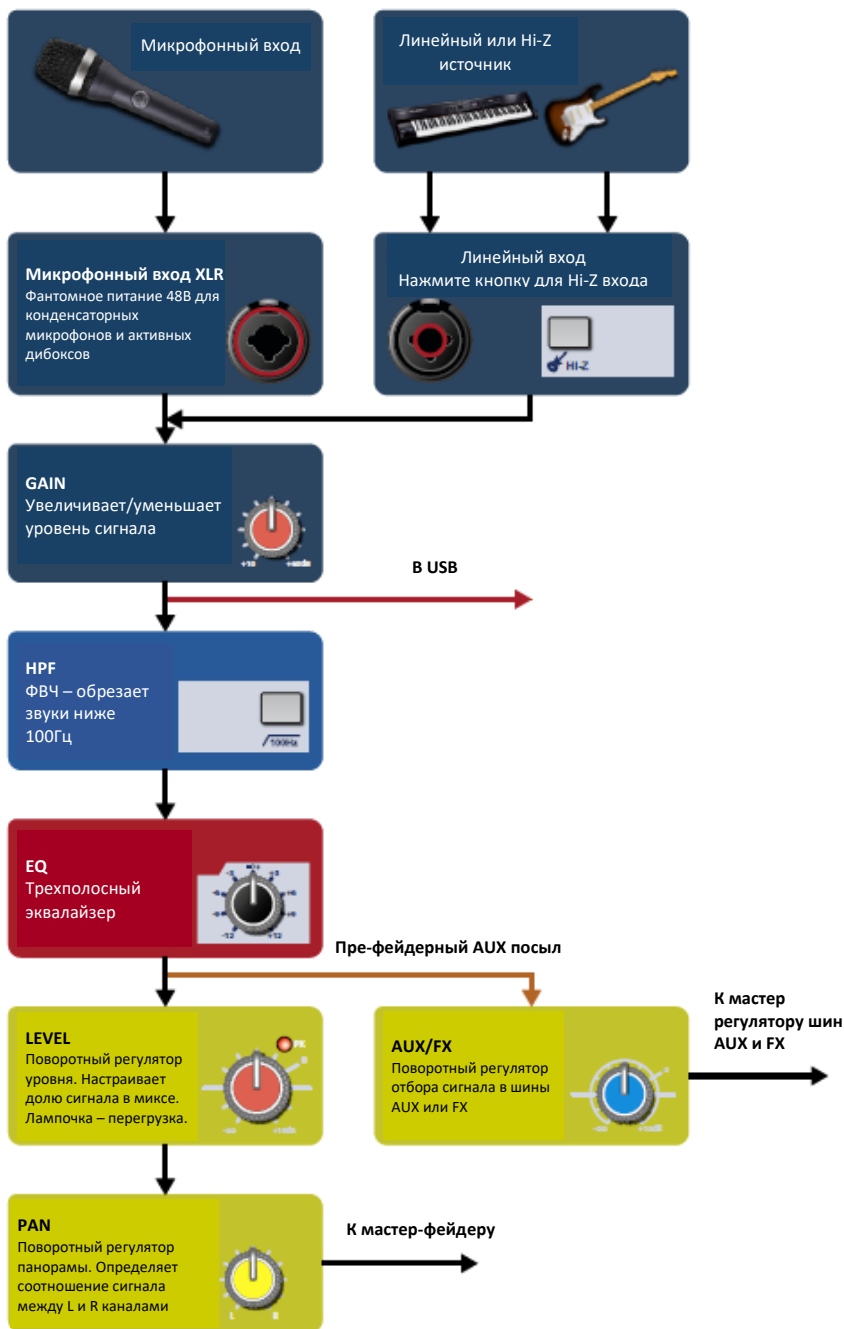 Микрофонный вход
Линейный или Hi-Z
источник
Микрофонный вход XLR
Фантомное питание 48В для
конденсаторных
микрофонов и активных
дибоксов
Линейный вход
Нажмите кнопку для Hi-Z входа
HI-Z
GAIN
Увеличивает/уменьшает
уровень сигнала
+10
В USB
HPF
ФВЧ – обрезает
звуки ниже
100Гц
100Hz
EQ
Трехполосный
эквалайзер
-12 +12
Пре-фейдерный AUX посыл
LEVEL
Поворотный регулятор
уровня. Настраивает
долю сигнала в миксе.
Лампочка – перегрузка.
PK
0
AUX/FX
Поворотный регулятор
отбора сигнала в шины
AUX или FX
0
К мастер
регулятору шин
AUX и FX
PAN
Поворотный регулятор
панорамы. Определяет
соотношение сигнала
между L и R каналами
L R
К мастер-фейдеру